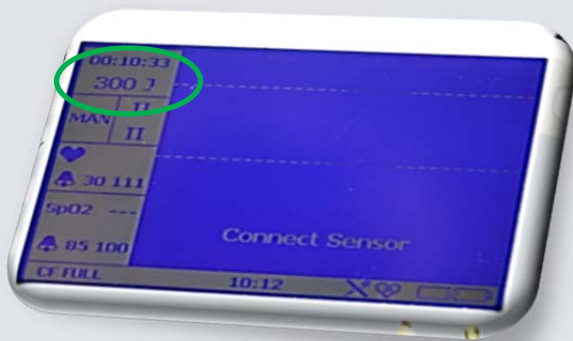 00:10:33
300 J
II
MAN II
30 111
SpO2 ---
85 100
Connect Sensor
CF FULL 10:12